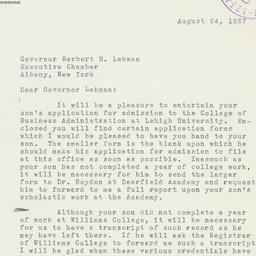 MISSIONS
August 24, 1937
Governor Herbert H. Lehman
Executive Chamber
Albany, New York
Dear Governor Lehman:
It will be a pleasure to entertain your
son's application for admission to the College of
Business Administration at Lehigh University. En-
closed you will find certain application forms
which I would be pleased to have you hand to your
son. The smaller form is the blank upon which he
should make his application for admission to file
at this office as soon as possible. Inasmuch as
your son has not completed a year of college work,
it will be necessary for him to send the larger
form to Dr. Boyden at Deerfield Academy and request
him to forward to me a full report upon your son's
scholastic work at the Academy.
Although your son did not complete a year
of work at Williams College, it will be necessary
for us to have a transcript of such record as he
may have left there. If he will ask the Registrar
of Williams College to forward me such a transcript
I will be glad when these various credentials have